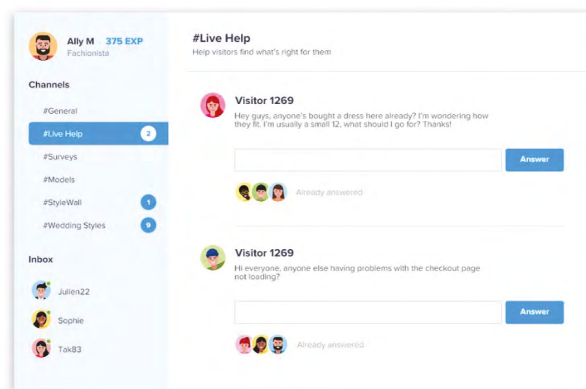 Ally M 375 EXP
Fachionista
Channels
#General
#Live Help 2
#Surveys
#Models
#StyleWall 1
#Wedding Styles 9
Inbox
Julien22
Sophie
Tak83
#Live Help
Help visitors find what's right for them
Visitor 1269
Hey guys, anyone's bought a dress here already? I'm wondering how
they fit. I'm usually a small 12, what should I go for? Thanks!
Answer
Already answered
Visitor 1269
Hi everyone, anyone else having problems with the checkout page
not loading?
Answer
Already answered